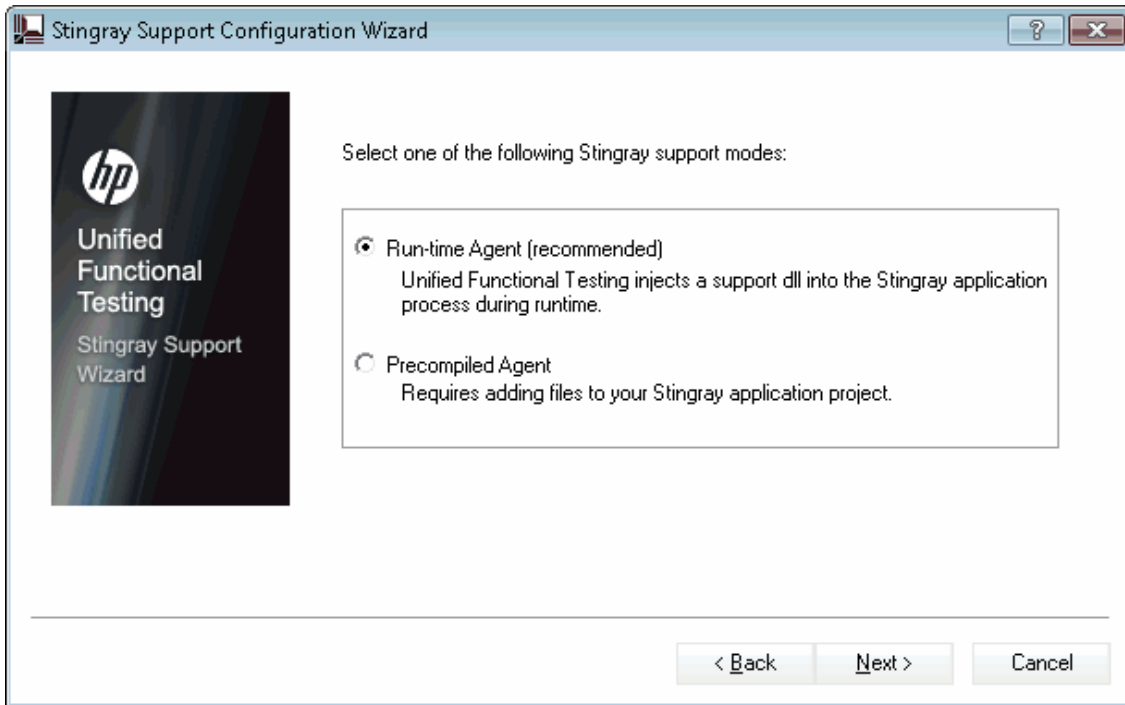 Stingray Support Configuration Wizard
?
hp
Unified
Functional
Testing
Stingray Support
Wizard
Select one of the following Stingray support modes:
Run-time Agent (recommended)
Unified Functional Testing injects a support dll into the Stingray application
process during runtime.
Precompiled Agent
Requires adding files to your Stingray application project.
< Back
Next >
Cancel